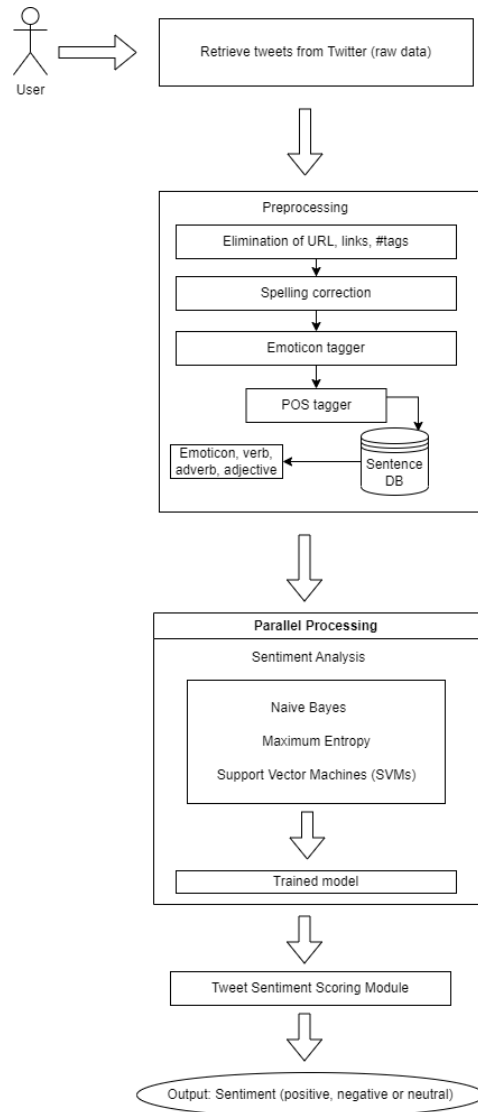 Retrieve tweets from Twitter (raw data)
User
Preprocessing
Elimination of URL, links, #tags
Spelling correction
Emoticon tagger
POS tagger
Emoticon, verb,
adverb, adjective
Sentence
DB
Parallel Processing
Sentiment Analysis
Naive Bayes
Maximum Entropy
Support Vector Machines (SVMs)
Trained model
Tweet Sentiment Scoring Module
Output: Sentiment (positive, negative or neutral)